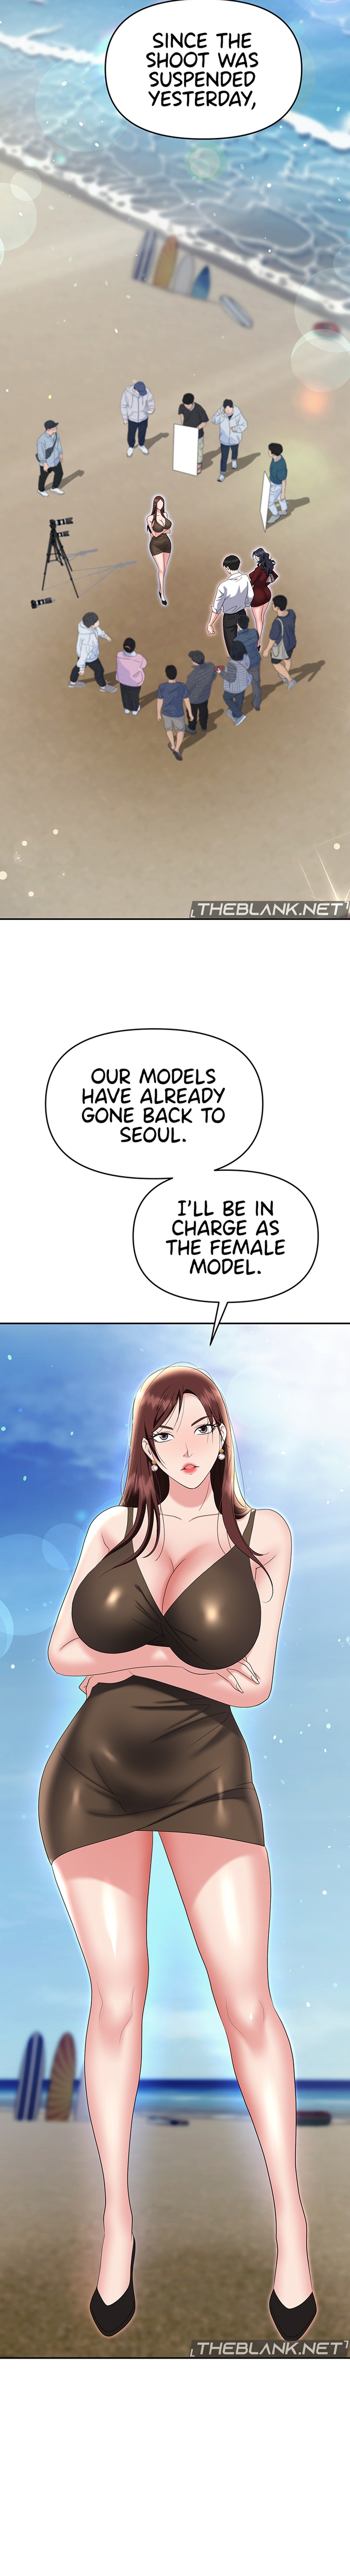 SINCE THE
SHOOT WAS
SUSPENDED
YESTERDAY,
THEBLANK.NET
OUR MODELS
HAVE ALREADY
GONE BACK TO
SEOUL.
I'LL BE IN
CHARGE AS
THE FEMALE
MODEL.
THEBLANK.NET